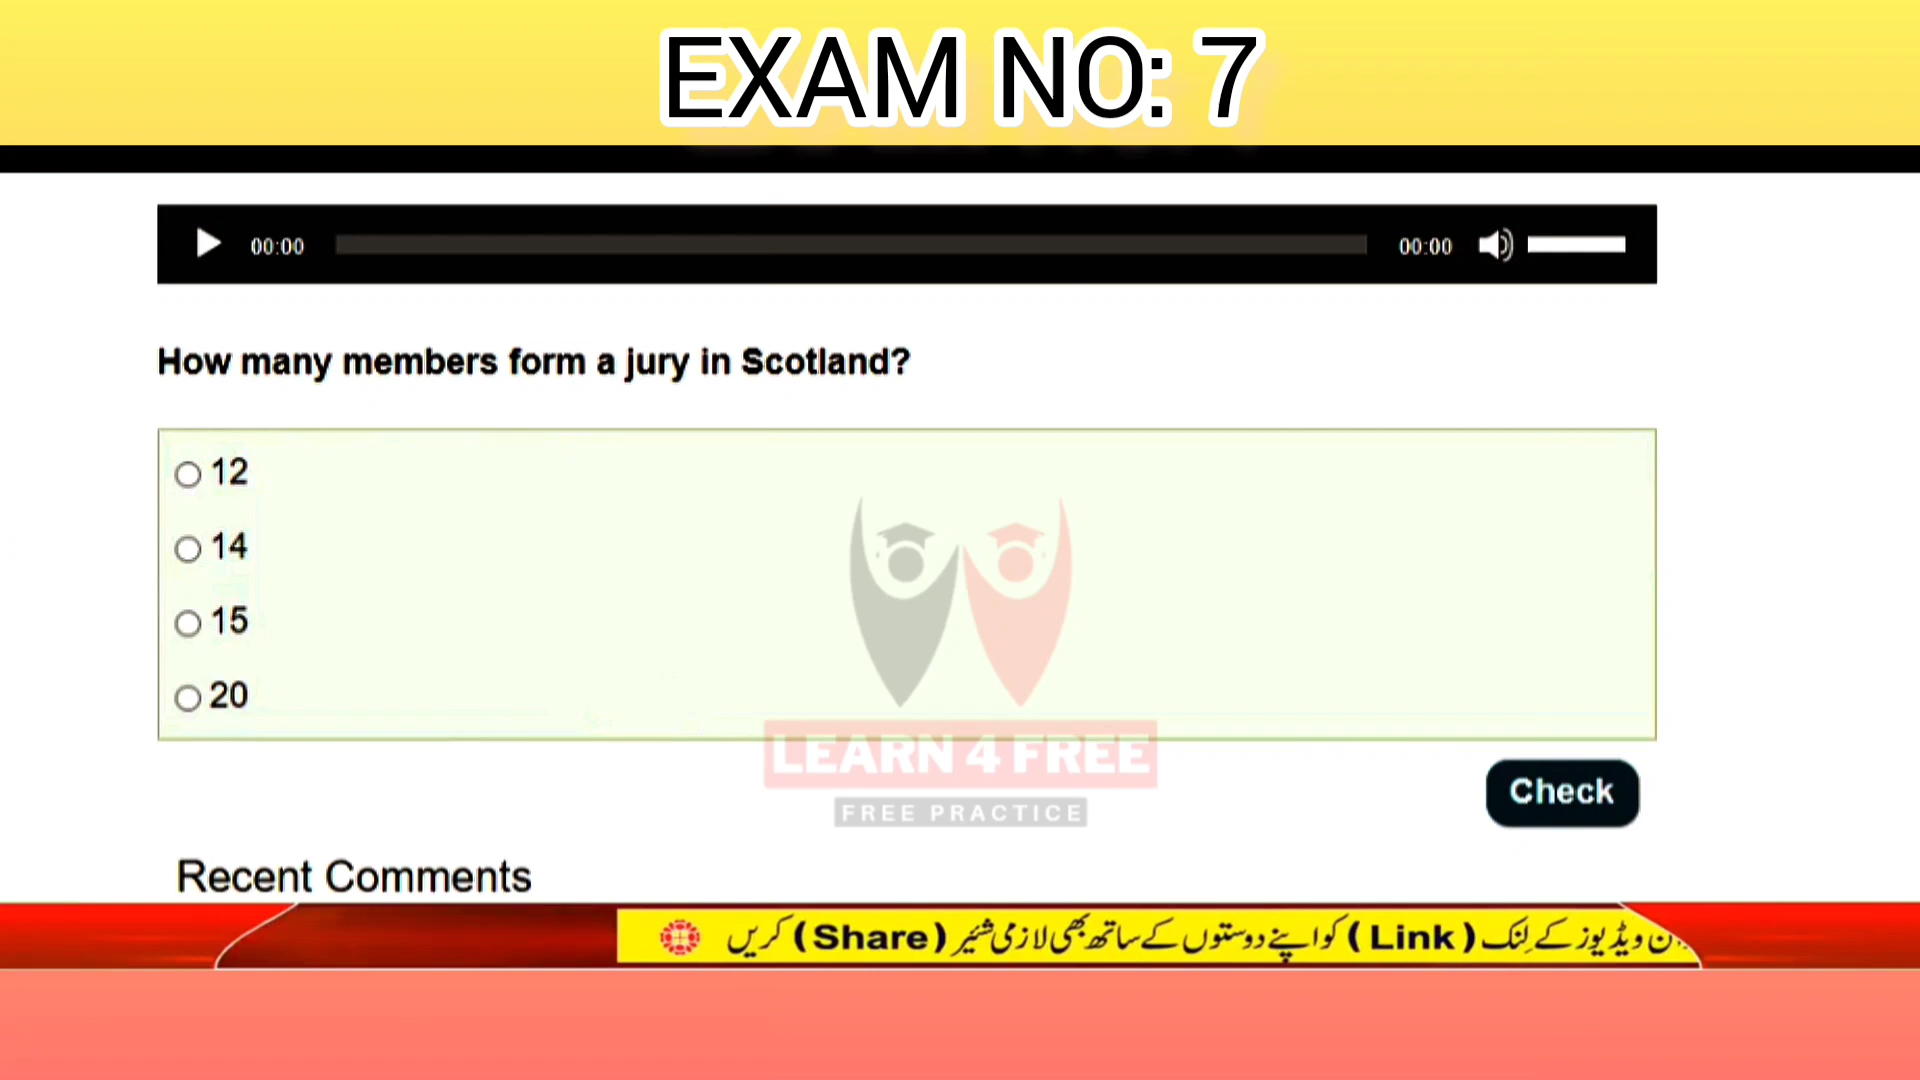 EXAM NO: 7
00:00 00:00
How many members form a jury in Scotland?
12
14
15
20
LEARN 4 FREE
FREE PRACTICE
Check
Recent Comments
ویڈیوز کے لِنک ( Link ) کو اپنے دوستوں کے ساتھ بھی لازمی شئیر ( Share ) کریں